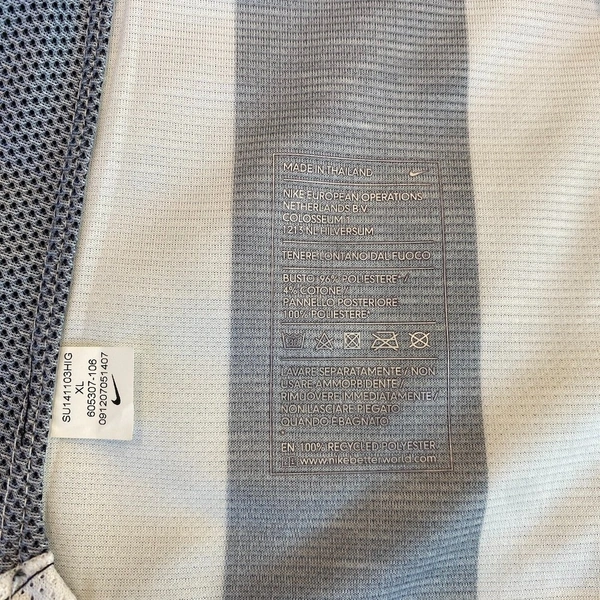 MADE IN THAILAND
NIKE EUROPEAN OPERATIONS
NETHERLANDS B.V.
COLOSSEUM 1
1213 NL HILVERSUM
TENERE LONTANO DAL FUOCO
BUSTO: 96% POLIESTERE* /
4% COTONE/
PANNELLO POSTERIORE:
100% POLIESTERE*
LAVARE SEPARATAMENTE / NON
USARE AMMORBIDENTE /
RIMUOVERE IMMEDIATAMENTE /
NON LASCIARE PIEGATO
QUANDO È BAGNATO
*
EN: 100% RECYCLED POLYESTER
www.nikebetterworld.com
SU141103HIG
XL
605307-106
091207051407